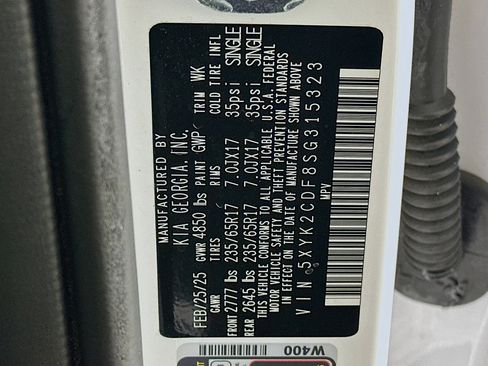 MANUFACTURED BY
KIA GEORGIA, INC.
FEB/25/25 GVWR 4850 lbs PAINT GWP TRIM WK
GAWR TIRES RIMS COLD TIRE INFL
FRONT 2777 lbs 235/65R17 7.0JX17 35psi SINGLE
REAR 2645 lbs 235/65R17 7.0JX17 35psi SINGLE
THIS VEHICLE CONFORMS TO ALL APPLICABLE U.S.A. FEDERAL
MOTOR VEHICLE SAFETY AND THEFT PREVENTION STANDARDS
IN EFFECT ON THE DATE OF MANUFACTURE SHOWN ABOVE
VIN 5XYK2CDF8SG315323
MPV
W400